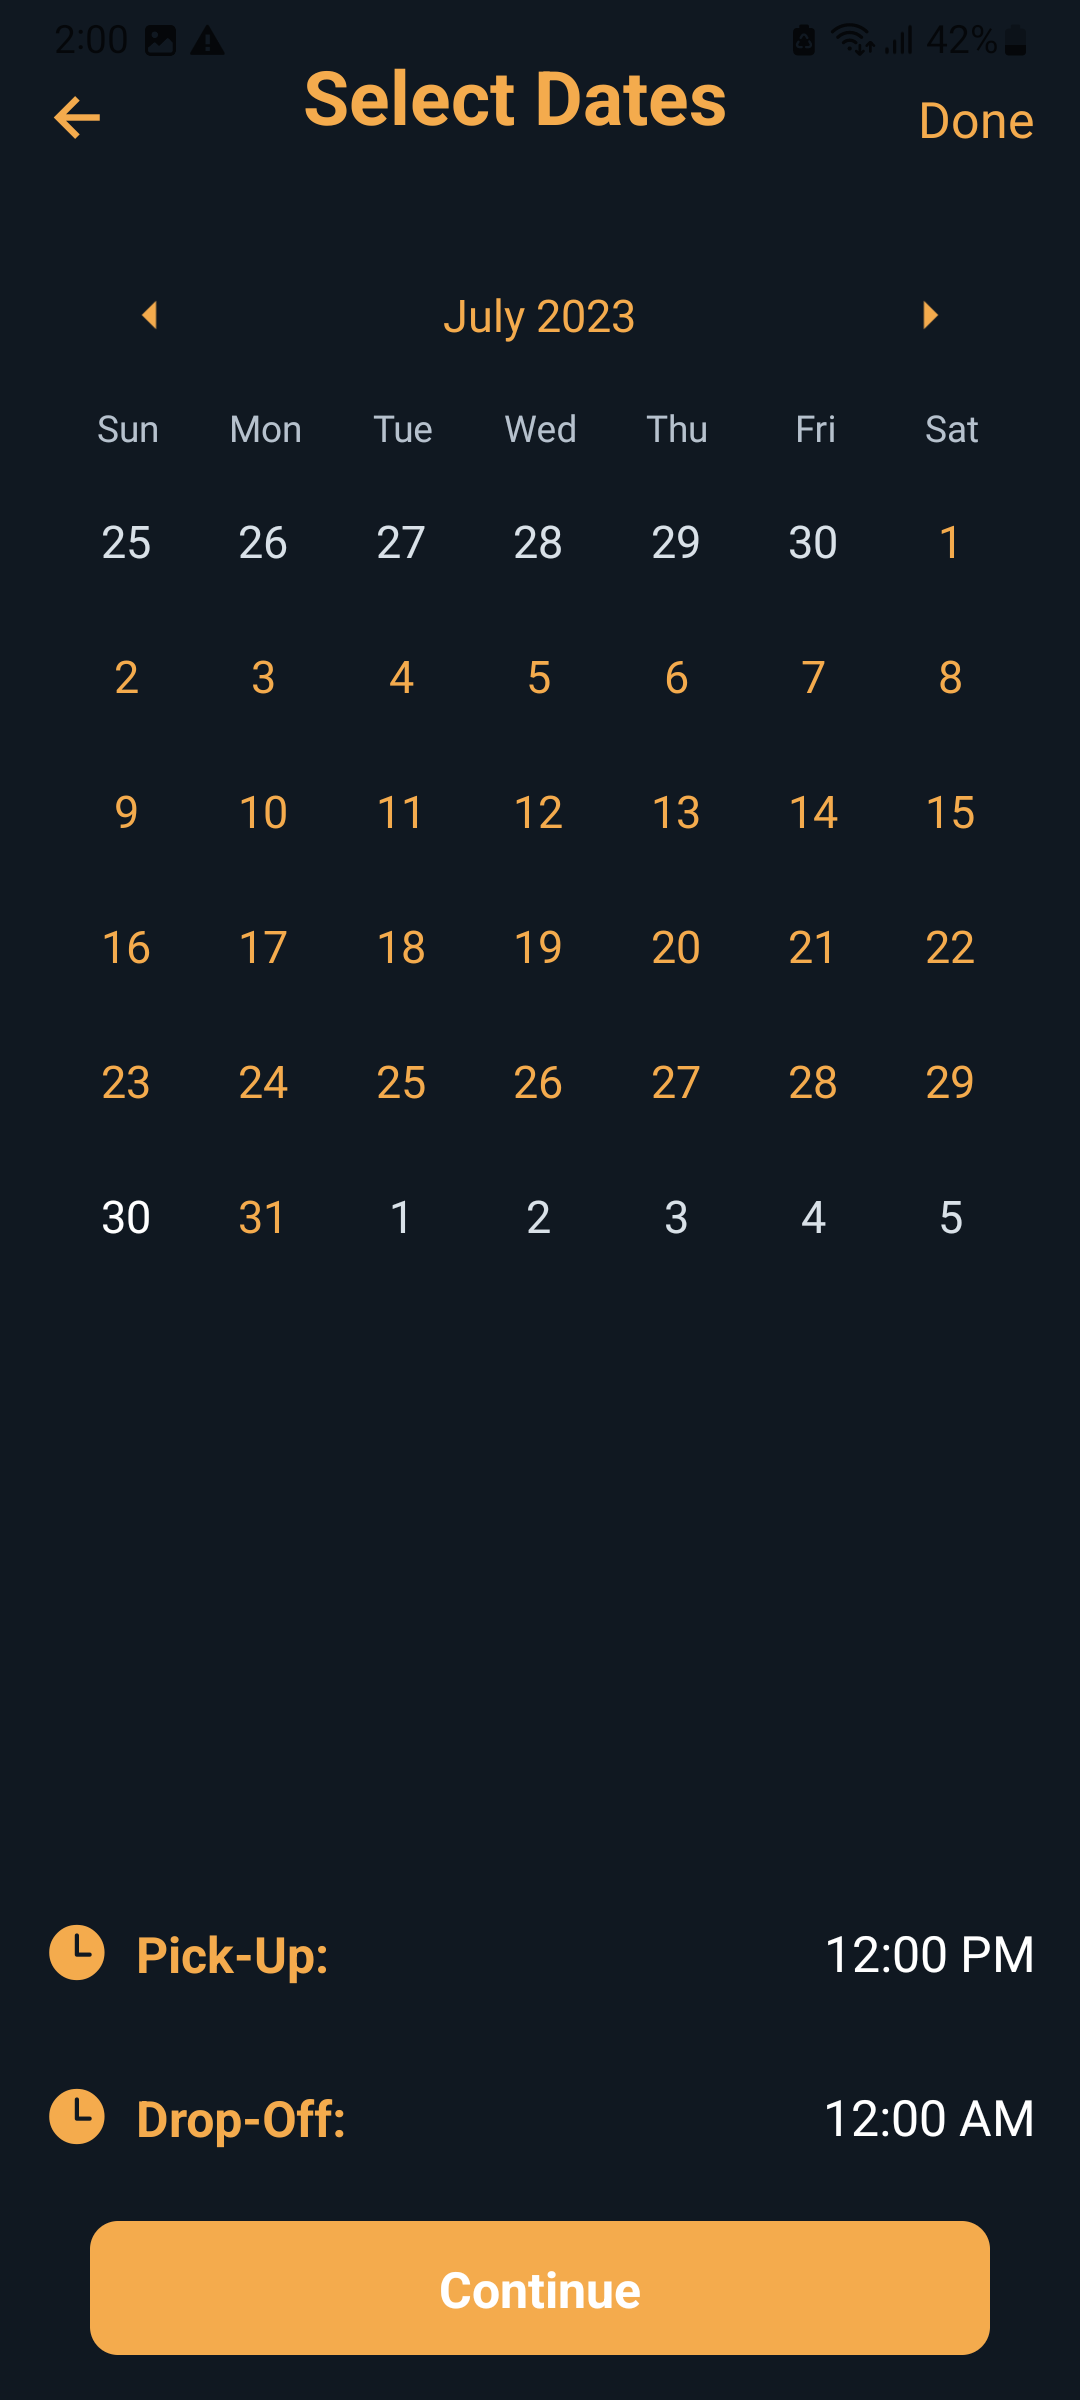 2:00 42%
Select Dates
Done
July 2023
Sun Mon Tue Wed Thu Fri Sat
25 26 27 28 29 30 1
2 3 4 5 6 7 8
9 10 11 12 13 14 15
16 17 18 19 20 21 22
23 24 25 26 27 28 29
30 31 1 2 3 4 5
Pick-Up: 12:00 PM
Drop-Off: 12:00 AM
Continue